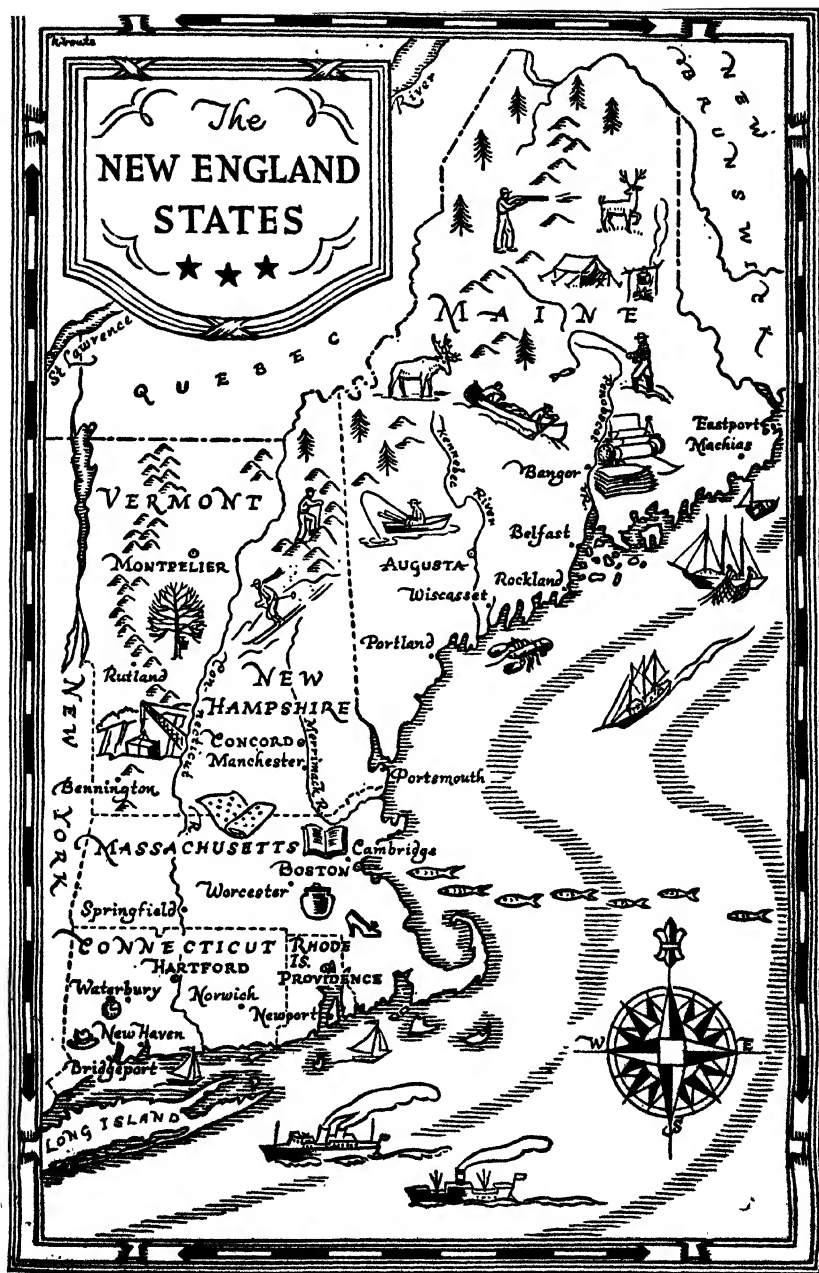 The
NEW ENGLAND
STATES
River
NEW
BRUNSWICK
St Lawrence
QUEBEC
MAINE
Penobscot
Kennebec
River
Eastport
Machias
Bangor
Belfast
AUGUSTA
Rockland
Wiscasset
Portland
VERMONT
MONTPELIER
Rutland
Bennington
Connecticut
R.
NEW
HAMPSHIRE
CONCORD
Manchester
Merrimack R.
Portsmouth
NEW
YORK
MASSACHUSETTS
Cambridge
BOSTON
Worcester
Springfield
CONNECTICUT
HARTFORD
Waterbury
Norwich
New Haven
Bridgeport
RHODE
IS.
PROVIDENCE
Newport
LONG ISLAND
W
E
S